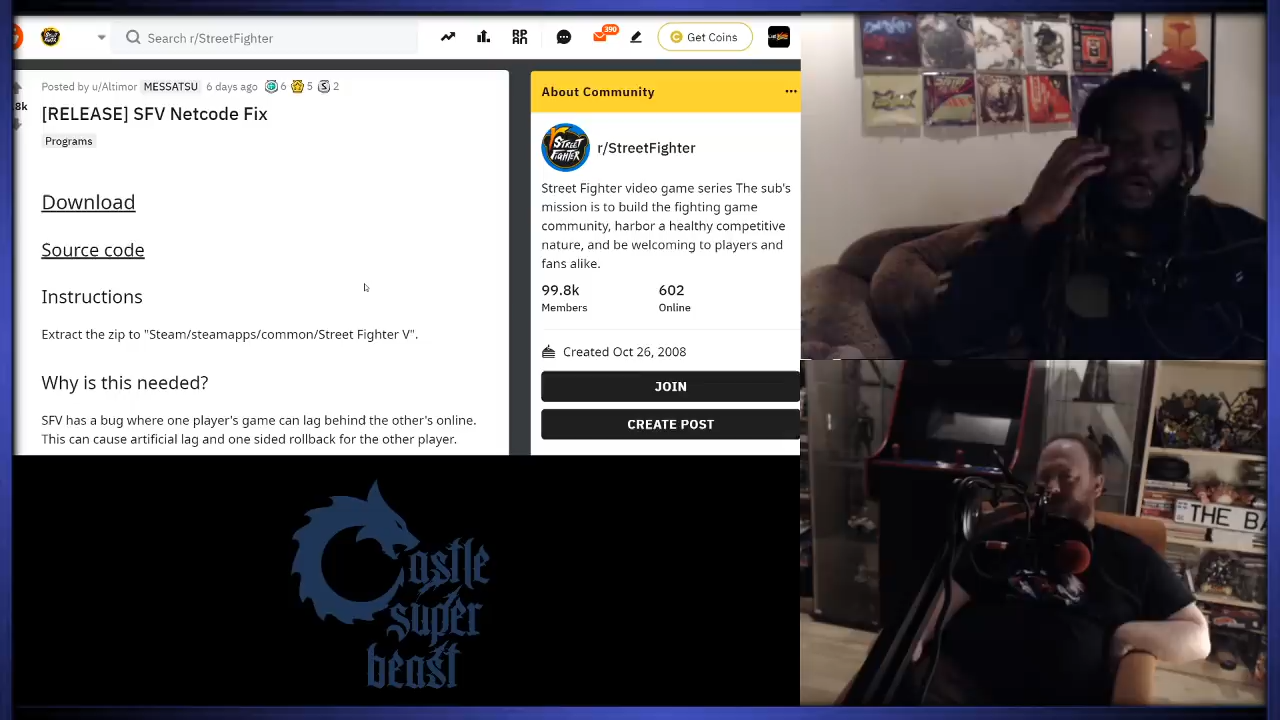 Search r/StreetFighter
390
Get Coins
Posted by u/Altimor MESSATSU 6 days ago 6 5 2
.8k
[RELEASE] SFV Netcode Fix
Programs
Download
Source code
Instructions
Extract the zip to "Steam/steamapps/common/Street Fighter V".
Why is this needed?
SFV has a bug where one player's game can lag behind the other's online.
This can cause artificial lag and one sided rollback for the other player.
About Community
STREET FIGHTER
r/StreetFighter
Street Fighter video game series The sub's
mission is to build the fighting game
community, harbor a healthy competitive
nature, and be welcoming to players and
fans alike.
99.8k 602
Members Online
Created Oct 26, 2008
JOIN
CREATE POST
Castle
super
beast
THE BA